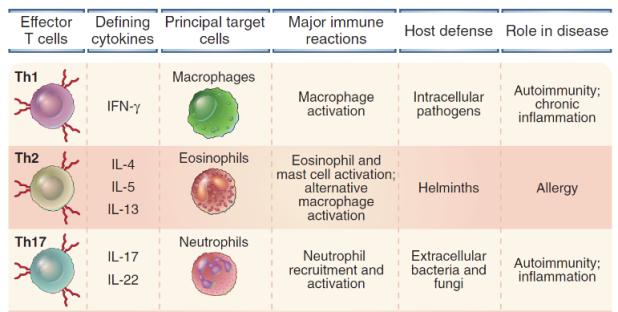 Effector
T cells
Defining
cytokines
Principal target
cells
Major immune
reactions
Host defense
Role in disease
Th1
IFN-γ
Macrophages
Macrophage
activation
Intracellular
pathogens
Autoimmunity;
chronic
inflammation
Th2
IL-4
IL-5
IL-13
Eosinophils
Eosinophil and
mast cell activation;
alternative
macrophage
activation
Helminths
Allergy
Th17
IL-17
IL-22
Neutrophils
Neutrophil
recruitment and
activation
Extracellular
bacteria and
fungi
Autoimmunity;
inflammation